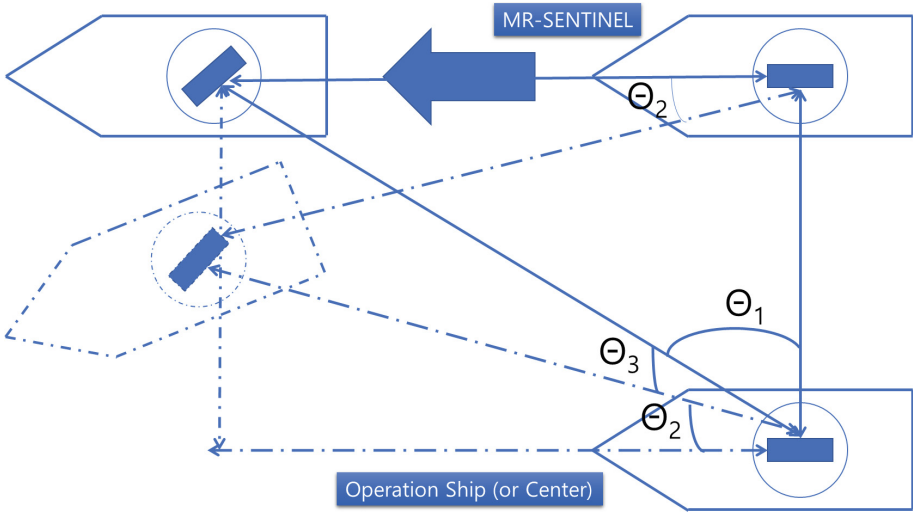 MR-SENTINEL
Θ2
Θ1
Θ3
Θ2
Operation Ship (or Center)